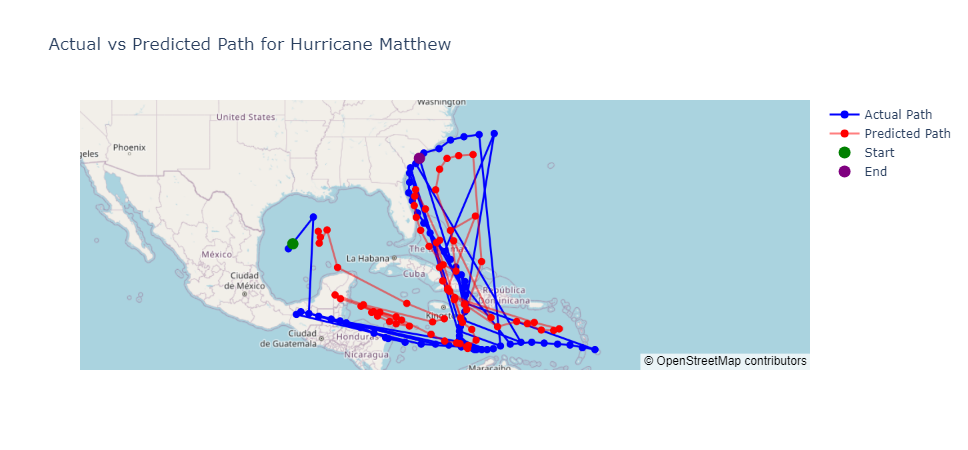 Actual vs Predicted Path for Hurricane Matthew
Washington
United States
Phoenix
geles
Actual Path
Predicted Path
Start
End
México
La Habana
The
Ciudad
de México
Cuba
República
Dominicana
Kingston
Ciudad
de Guatemala
Honduras
Nicaragua
Maracaibo
© OpenStreetMap contributors